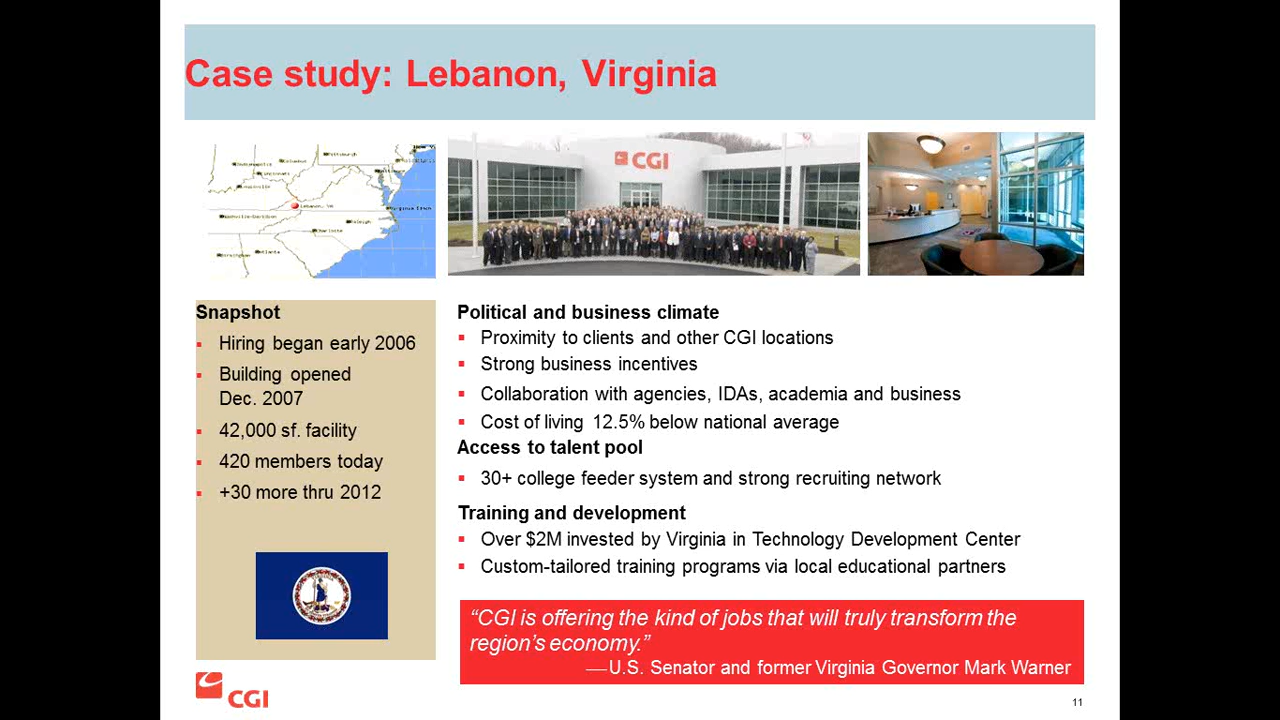 Case study: Lebanon, Virginia
CGI
Snapshot
Hiring began early 2006
Building opened
Dec. 2007
42,000 sf. facility
420 members today
+30 more thru 2012
Political and business climate
Proximity to clients and other CGI locations
Strong business incentives
Collaboration with agencies, IDAs, academia and business
Cost of living 12.5% below national average
Access to talent pool
30+ college feeder system and strong recruiting network
Training and development
Over $2M invested by Virginia in Technology Development Center
Custom-tailored training programs via local educational partners
“CGI is offering the kind of jobs that will truly transform the
region’s economy.”
—U.S. Senator and former Virginia Governor Mark Warner
CGI
11